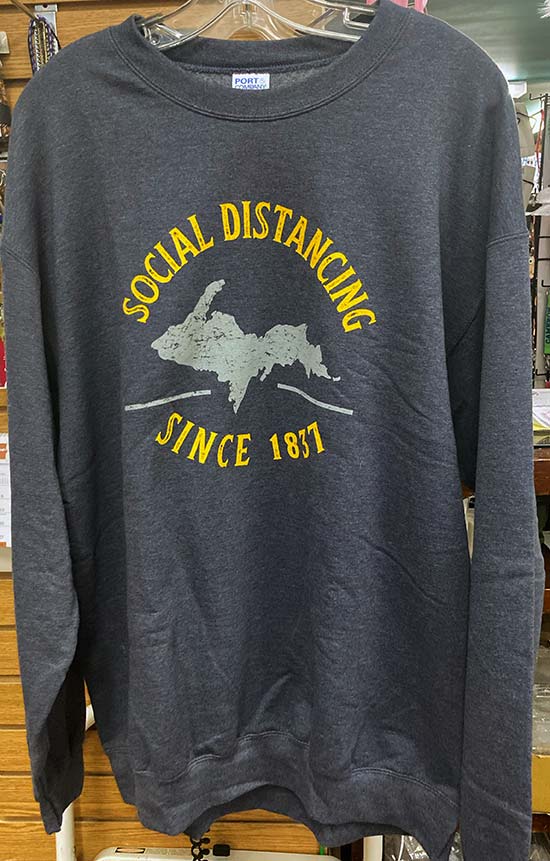 PORT &
COMPANY
SOCIAL DISTANCING
SINCE 1837